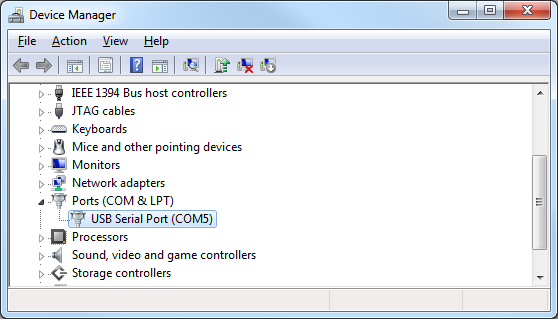 Device Manager
File Action View Help
IEEE 1394 Bus host controllers
JTAG cables
Keyboards
Mice and other pointing devices
Monitors
Network adapters
Ports (COM & LPT)
USB Serial Port (COM5)
Processors
Sound, video and game controllers
Storage controllers